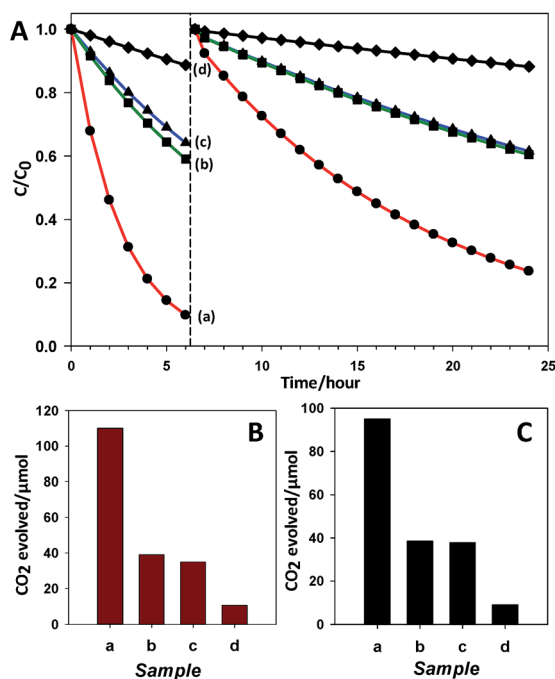 A
C/C0
1.0
0.8
0.6
0.4
0.2
0.0
(d)
(c)
(b)
(a)
0 5 10 15 20 25
Time/hour
B
CO2 evolved/μmol
120
100
80
60
40
20
0
a b c d
Sample
C
CO2 evolved/μmol
100
80
60
40
20
0
a b c d
Sample